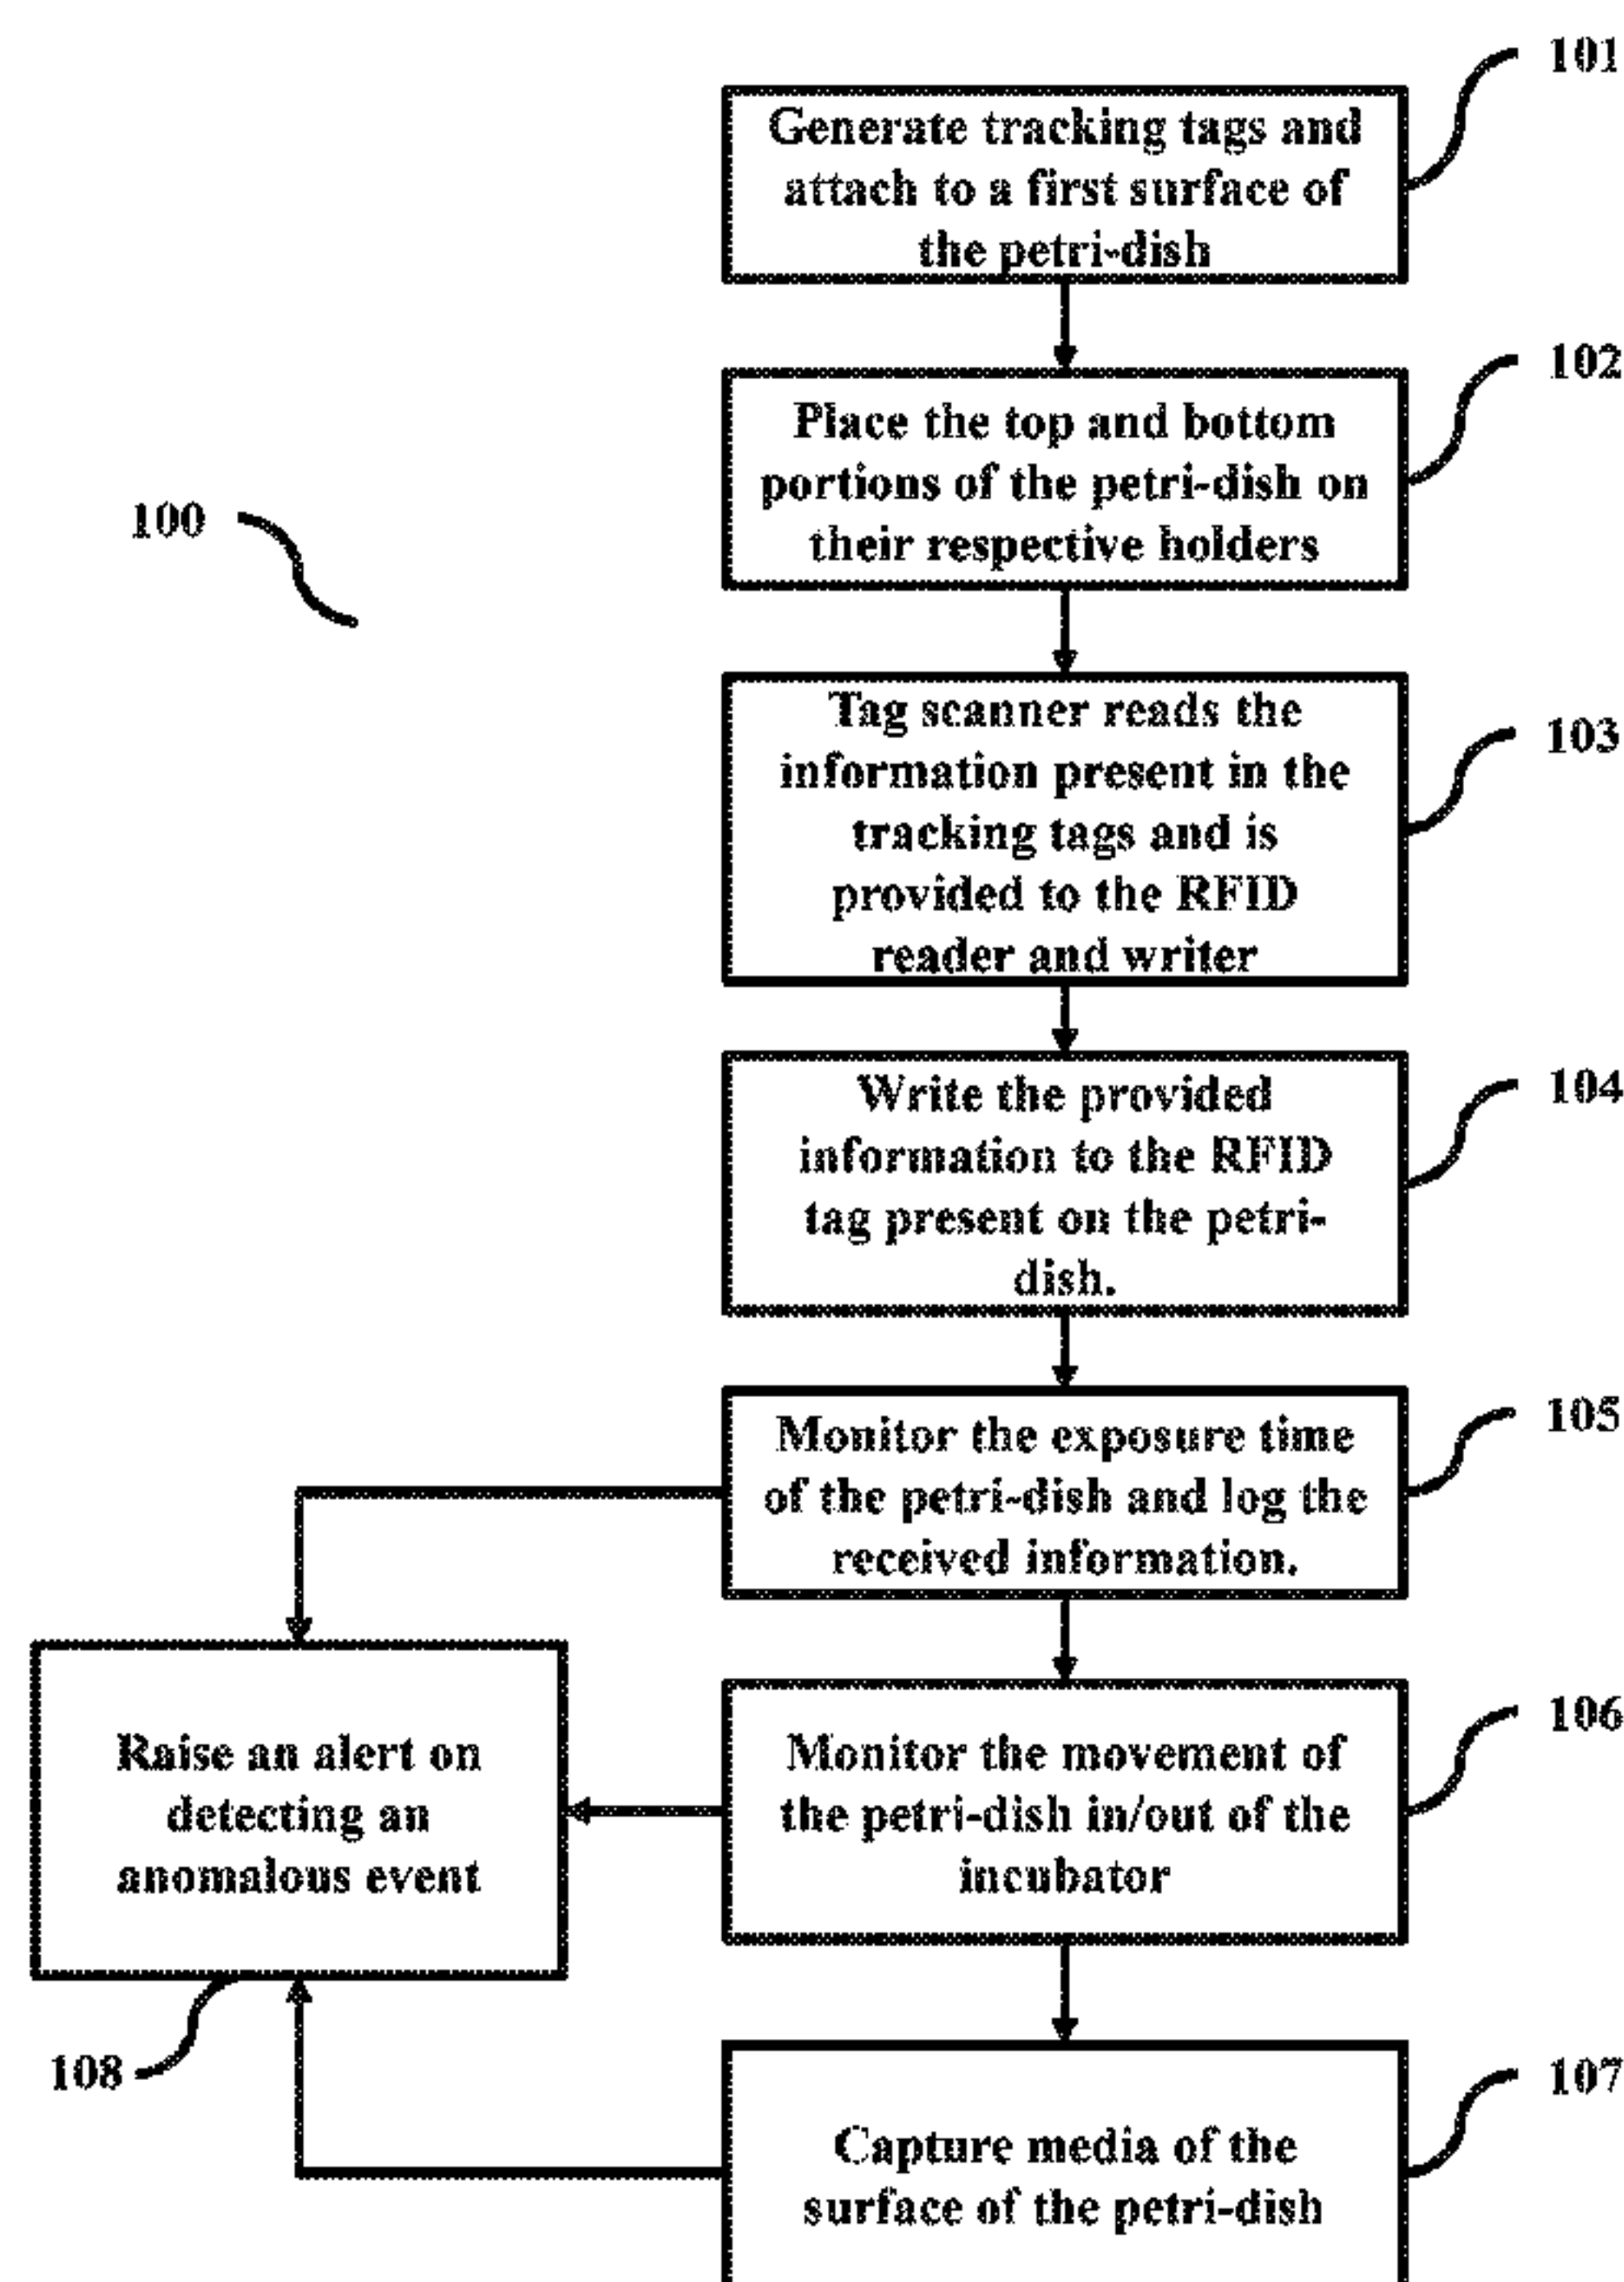 101
Generate tracking tags and
attach to a first surface of
the petri-dish
102
Place the top and bottom
portions of the petri-dish on
their respective holders
100
103
Tag scanner reads the
information present in the
tracking tags and is
provided to the RFID
reader and writer
104
Write the provided
information to the RFID
tag present on the petri-
dish.
105
Monitor the exposure time
of the petri-dish and log the
received information.
106
Monitor the movement of
the petri-dish in/out of the
incubator
Raise an alert on
detecting an
anomalous event
108
107
Capture media of the
surface of the petri-dish